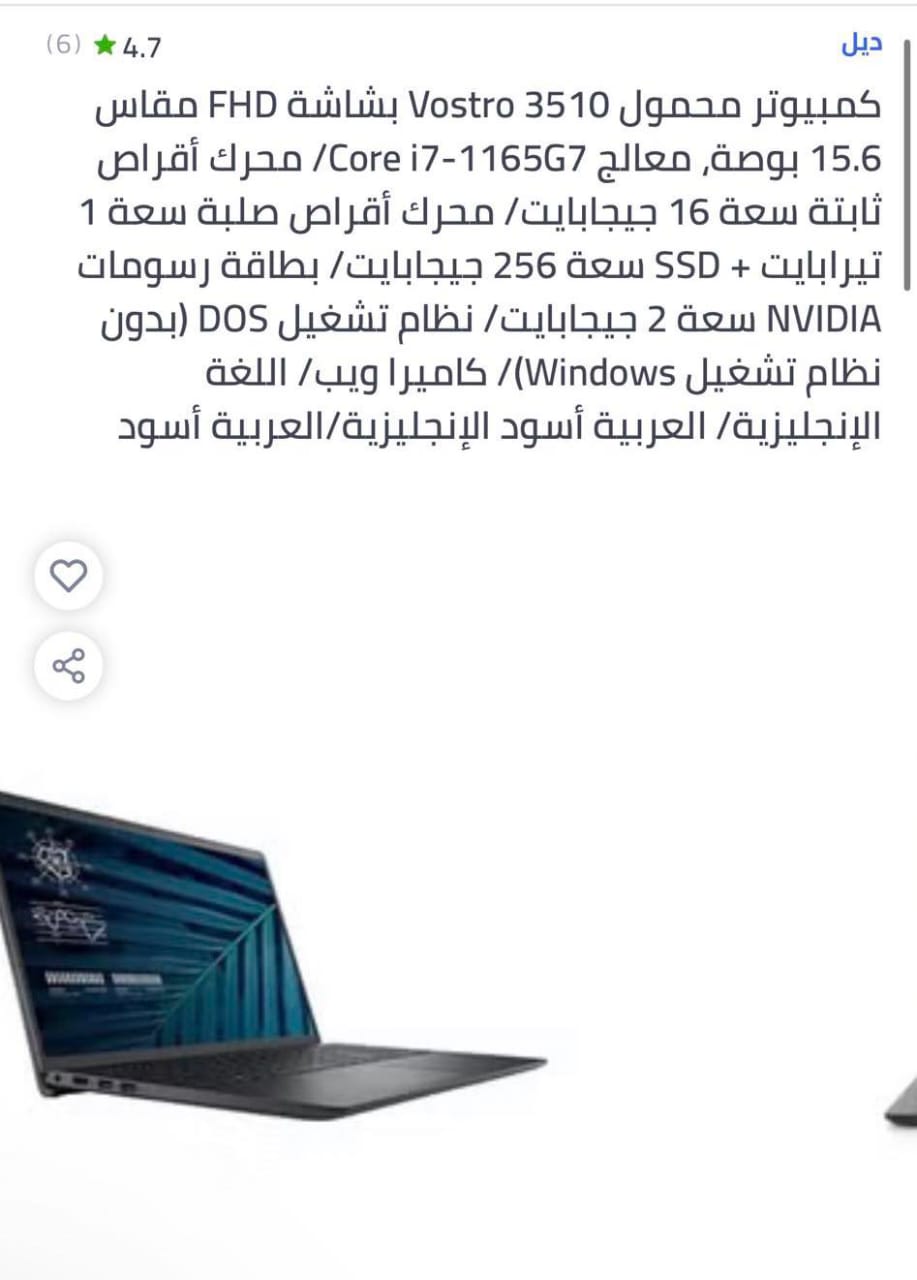 ديل
4.7 ★ (6)
كمبيوتر محمول Vostro 3510 بشاشة FHD مقاس
15.6 بوصة, معالج Core i7-1165G7/ محرك أقراص
ثابتة سعة 16 جيجابايت/ محرك أقراص صلبة سعة 1
تيرابايت + SSD سعة 256 جيجابايت/ بطاقة رسومات
NVIDIA سعة 2 جيجابايت/ نظام تشغيل DOS (بدون
نظام تشغيل Windows)/ كاميرا ويب/ اللغة
الإنجليزية/ العربية أسود الإنجليزية/العربية أسود